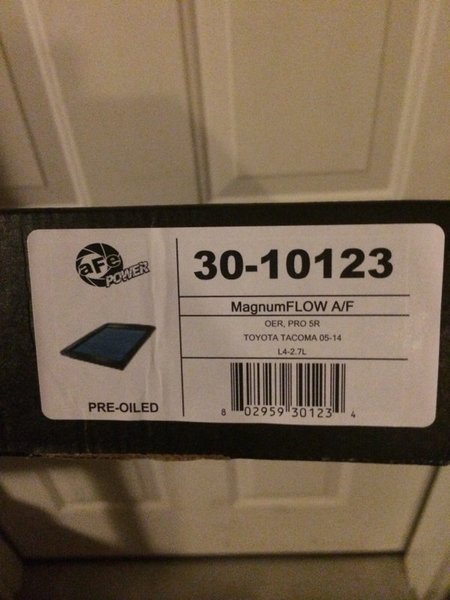 aFe
POWER
30-10123
MagnumFLOW A/F
OER, PRO 5R
TOYOTA TACOMA 05-14
L4-2.7L
PRE-OILED
8 02959 30123 4